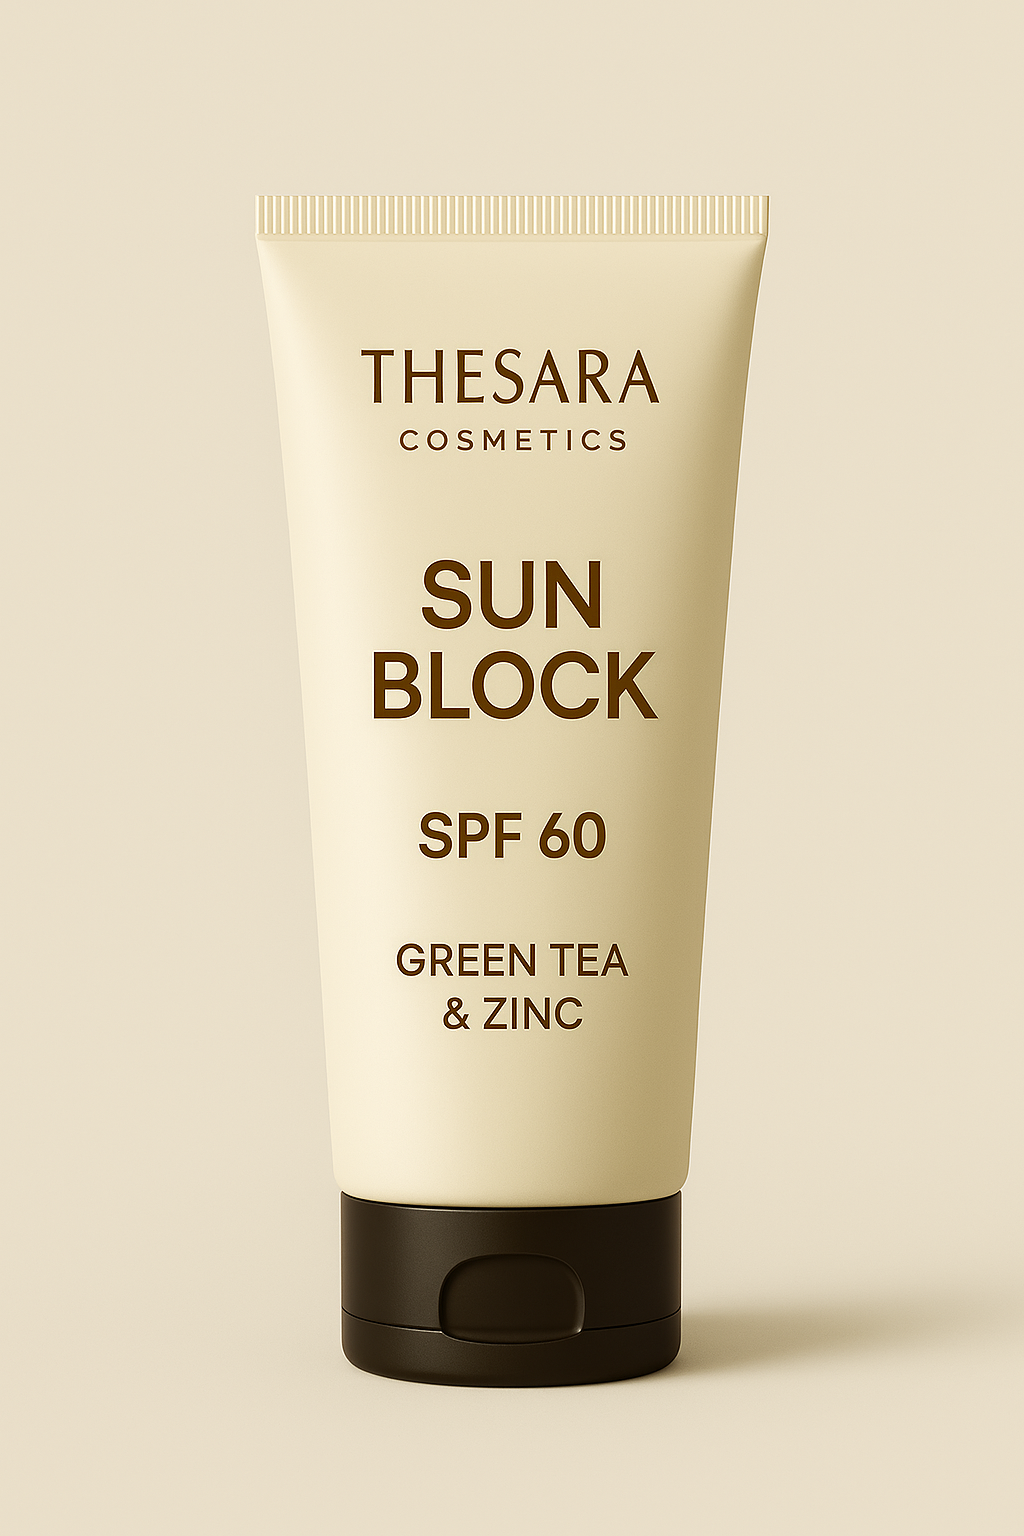 THESARA
COSMETICS
SUN
BLOCK
SPF 60
GREEN TEA
& ZINC